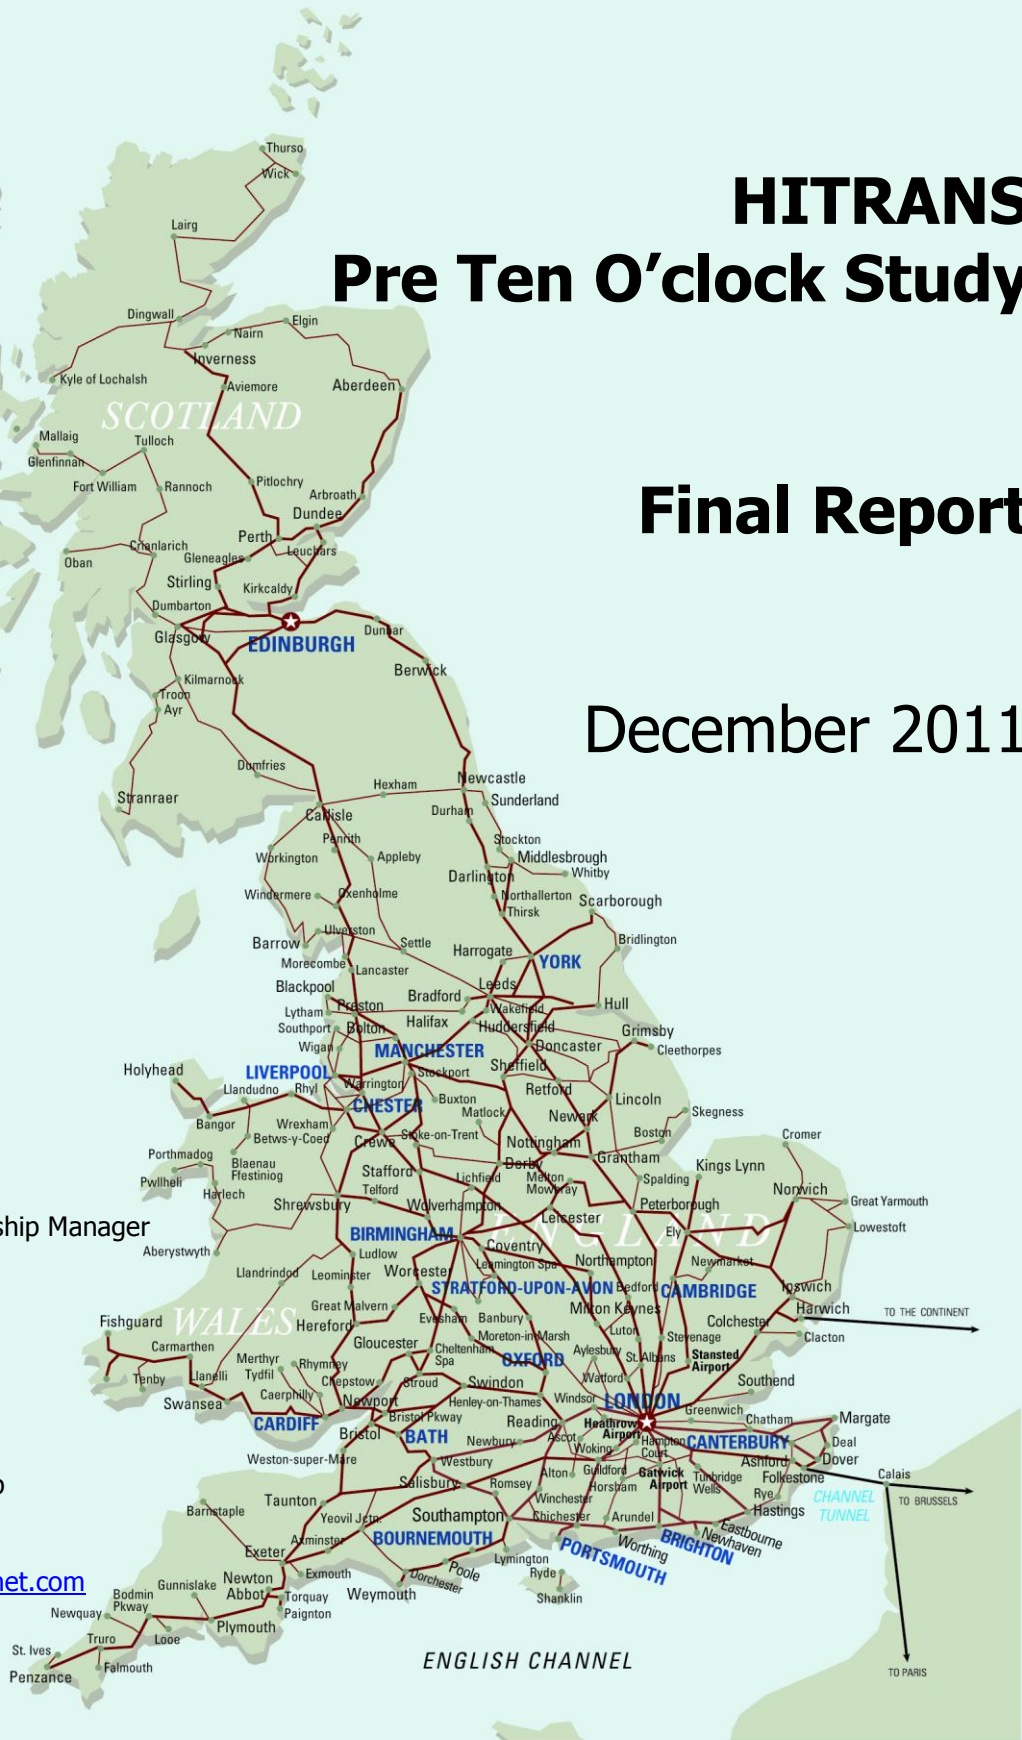 HITRANS
Pre Ten O’clock Study
Final Report
December 2011
Thurso
Wick
Lairg
Dingwall
Elgin
Nairn
Inverness
Kyle of Lochalsh
Aviemore
Aberdeen
SCOTLAND
Mallaig
Tulloch
Glenfinnan
Fort William
Rannoch
Pitlochry
Arbroath
Dundee
Perth
Crianlarich
Leuchars
Oban
Gleneagles
Stirling
Kirkcaldy
Dumbarton
Glasgow
EDINBURGH
Dunbar
Berwick
Kilmarnock
Troon
Ayr
Dumfries
Stranraer
Hexham
Newcastle
Sunderland
Carlisle
Durham
Penrith
Stockton
Workington
Appleby
Middlesbrough
Whitby
Darlington
Windermere
Oxenholme
Northallerton
Scarborough
Thirsk
Ulverston
Barrow
Settle
Harrogate
Bridlington
Morecombe
Lancaster
YORK
Blackpool
Leeds
Preston
Bradford
Hull
Lytham
Wakefield
Southport
Bolton
Halifax
Huddersfield
Grimsby
Wigan
MANCHESTER
Doncaster
Cleethorpes
Holyhead
LIVERPOOL
Stockport
Sheffield
Llandudno
Rhyl
Warrington
Retford
Buxton
Lincoln
CHESTER
Matlock
Newark
Skegness
Bangor
Wrexham
Betws-y-Coed
Crewe
Stoke-on-Trent
Nottingham
Boston
Cromer
Porthmadog
Blaenau
Ffestiniog
Derby
Grantham
Kings Lynn
Pwllheli
Stafford
Lichfield
Melton
Mowbray
Spalding
Harlech
Telford
Norwich
Shrewsbury
Wolverhampton
Peterborough
Great Yarmouth
Leicester
ENGLAND
Lowestoft
ship Manager
BIRMINGHAM
Ely
Aberystwyth
Ludlow
Coventry
Leamington Spa
Northampton
Newmarket
Llandrindod
Leominster
Worcester
STRATFORD-UPON-AVON
Bedford
CAMBRIDGE
Ipswich
Great Malvern
Milton Keynes
Harwich
TO THE CONTINENT
Fishguard
WALES
Hereford
Evesham
Banbury
Colchester
Carmarthen
Gloucester
Moreton-in-Marsh
Luton
Stevenage
Clacton
Merthyr
Tydfil
Rhymney
Cheltenham
Spa
OXFORD
Aylesbury
St. Albans
Stansted
Airport
Tenby
Llanelli
Chepstow
Stroud
Swindon
Watford
Southend
Swansea
Caerphilly
Newport
Henley-on-Thames
Windsor
LONDON
CARDIFF
Bristol Pkway
Reading
Heathrow
Airport
Greenwich
Chatham
Margate
Bristol
BATH
Newbury
Ascot
Hampton
Court
CANTERBURY
Deal
Weston-super-Mare
Westbury
Woking
Ashford
Dover
Salisbury
Romsey
Alton
Guildford
Gatwick
Airport
Tunbridge
Wells
Folkestone
Calais
Barnstaple
Taunton
Winchester
Horsham
Rye
CHANNEL
TUNNEL
TO BRUSSELS
Yeovil Jctn.
Southampton
Chichester
Arundel
Hastings
Axminster
BOURNEMOUTH
Eastbourne
Exeter
PORTSMOUTH
Worthing
BRIGHTON
Newhaven
net.com
Gunnislake
Newton
Abbot
Exmouth
Poole
Lymington
Dorchester
Ryde
Bodmin
Pkway
Torquay
Weymouth
Shanklin
Newquay
Paignton
Plymouth
St. Ives
Truro
Looe
Penzance
Falmouth
ENGLISH CHANNEL
TO PARIS